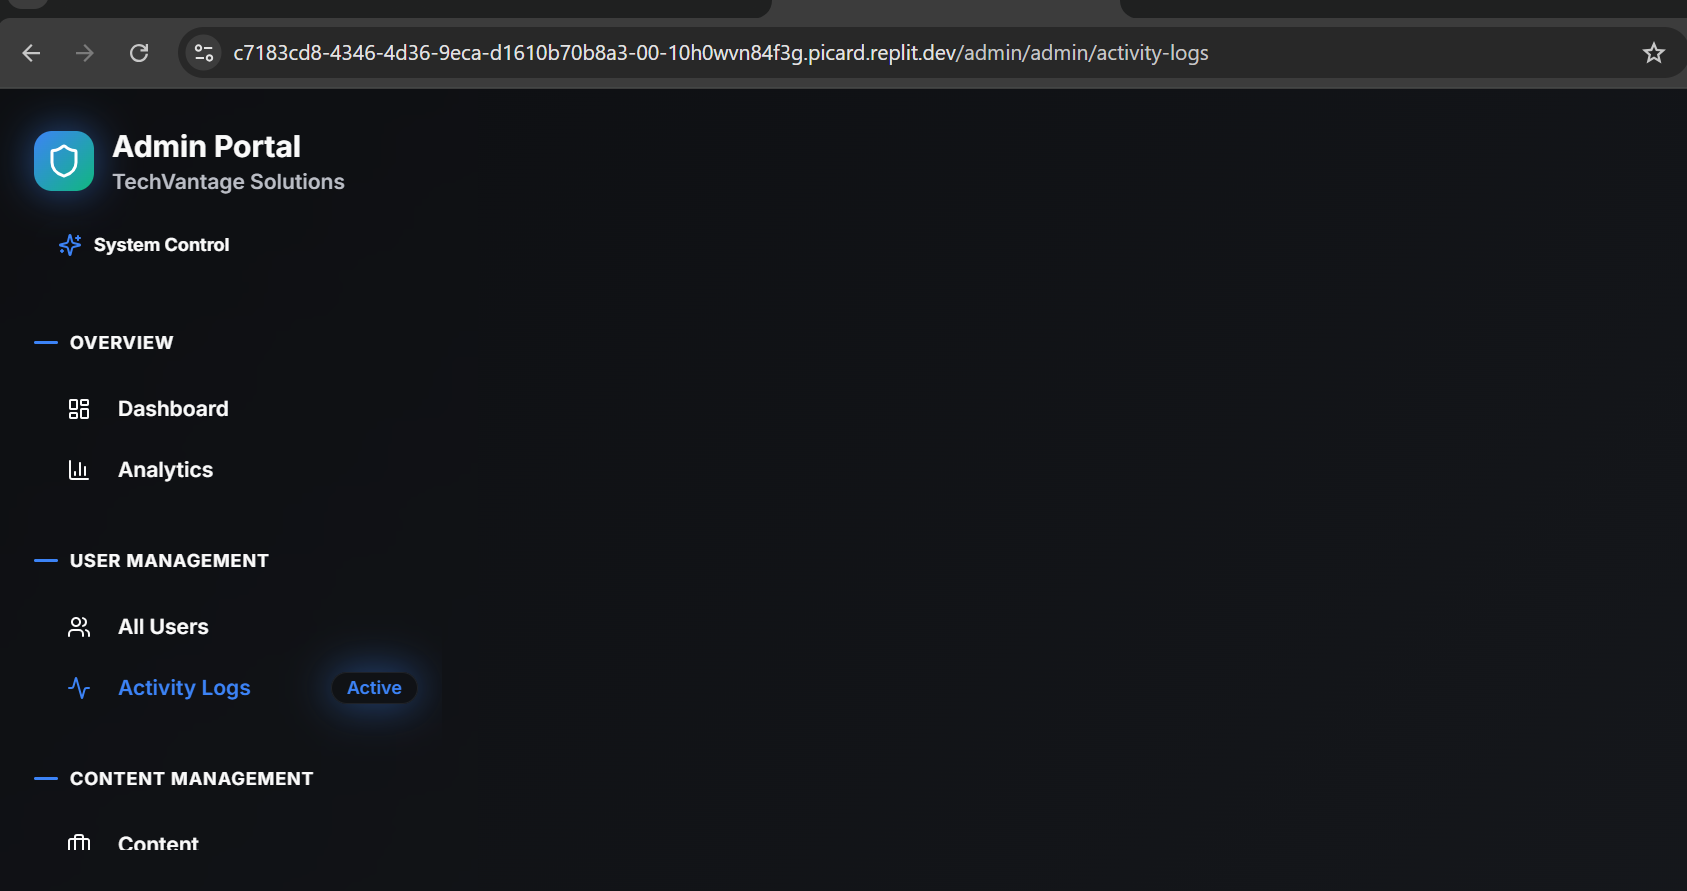 c7183cd8-4346-4d36-9eca-d1610b70b8a3-00-10h0wvn84f3g.picard.replit.dev/admin/admin/activity-logs
Admin Portal
TechVantage Solutions
System Control
OVERVIEW
Dashboard
Analytics
USER MANAGEMENT
All Users
Activity Logs Active
CONTENT MANAGEMENT
Content